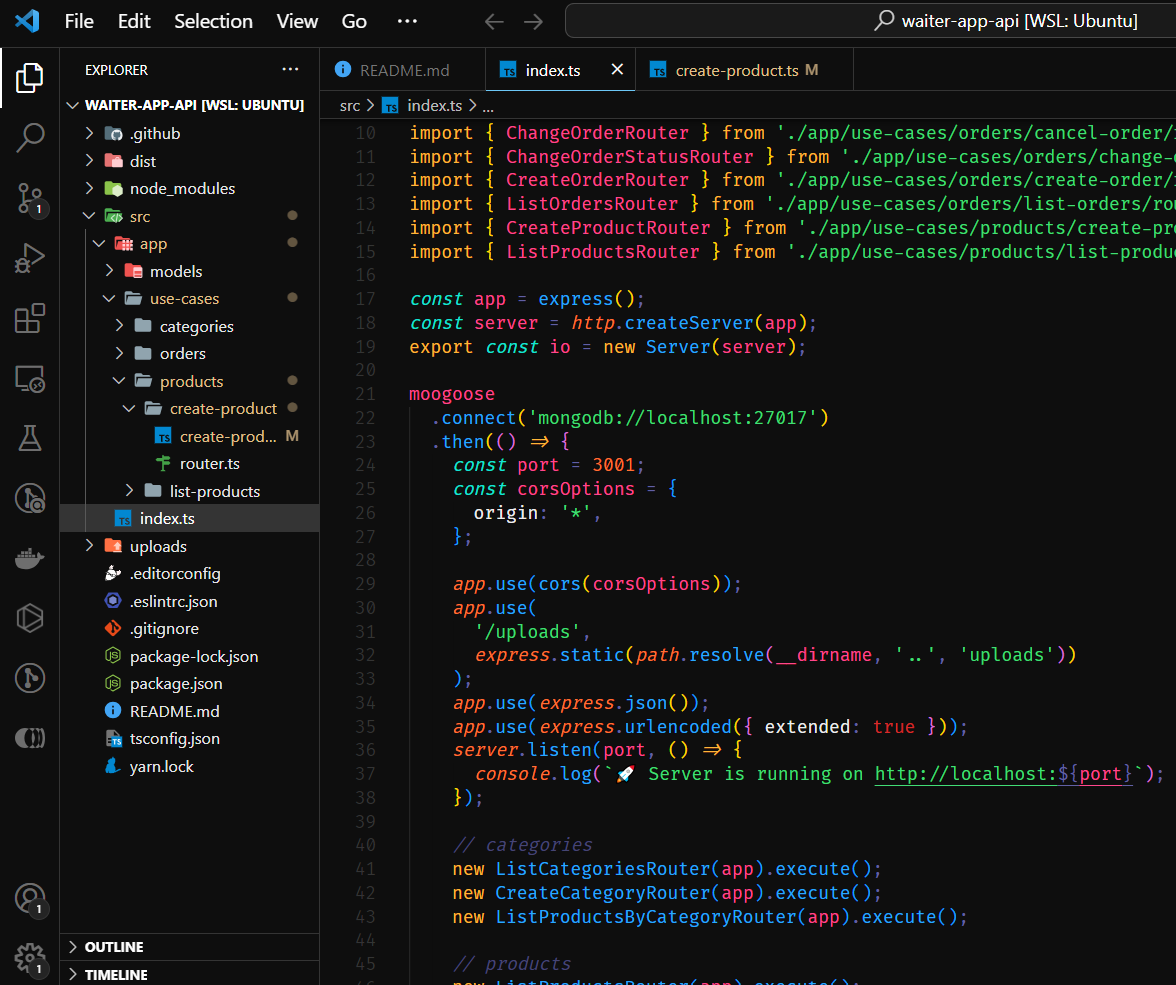 File Edit Selection View Go ··· waiter-app-api [WSL: Ubuntu]
EXPLORER ···
WAITER-APP-API [WSL: UBUNTU]
.github
dist
node_modules
src
app
models
use-cases
categories
orders
products
create-product
create-prod... M
router.ts
list-products
index.ts
uploads
.editorconfig
.eslintrc.json
.gitignore
package-lock.json
package.json
README.md
tsconfig.json
yarn.lock
OUTLINE
TIMELINE
1
1
1
README.md
index.ts
create-product.ts M
src > TS index.ts > ...
10 import { ChangeOrderRouter } from './app/use-cases/orders/cancel-order/
11 import { ChangeOrderStatusRouter } from './app/use-cases/orders/change-
12 import { CreateOrderRouter } from './app/use-cases/orders/create-order/
13 import { ListOrdersRouter } from './app/use-cases/orders/list-orders/rou
14 import { CreateProductRouter } from './app/use-cases/products/create-pro
15 import { ListProductsRouter } from './app/use-cases/products/list-produc
16
17 const app = express();
18 const server = http.createServer(app);
19 export const io = new Server(server);
20
21 moogoose
22 .connect('mongodb://localhost:27017')
23 .then(() => {
24 const port = 3001;
25 const corsOptions = {
26 origin: '*',
27 };
28
29 app.use(cors(corsOptions));
30 app.use(
31 '/uploads',
32 express.static(path.resolve(__dirname, '..', 'uploads'))
33 );
34 app.use(express.json());
35 app.use(express.urlencoded({ extended: true }));
36 server.listen(port, () => {
37 console.log(`🚀 Server is running on http://localhost:${port}`);
38 });
39
40 // categories
41 new ListCategoriesRouter(app).execute();
42 new CreateCategoryRouter(app).execute();
43 new ListProductsByCategoryRouter(app).execute();
44
45 // products
46 new ListProductsRouter(app).execute();